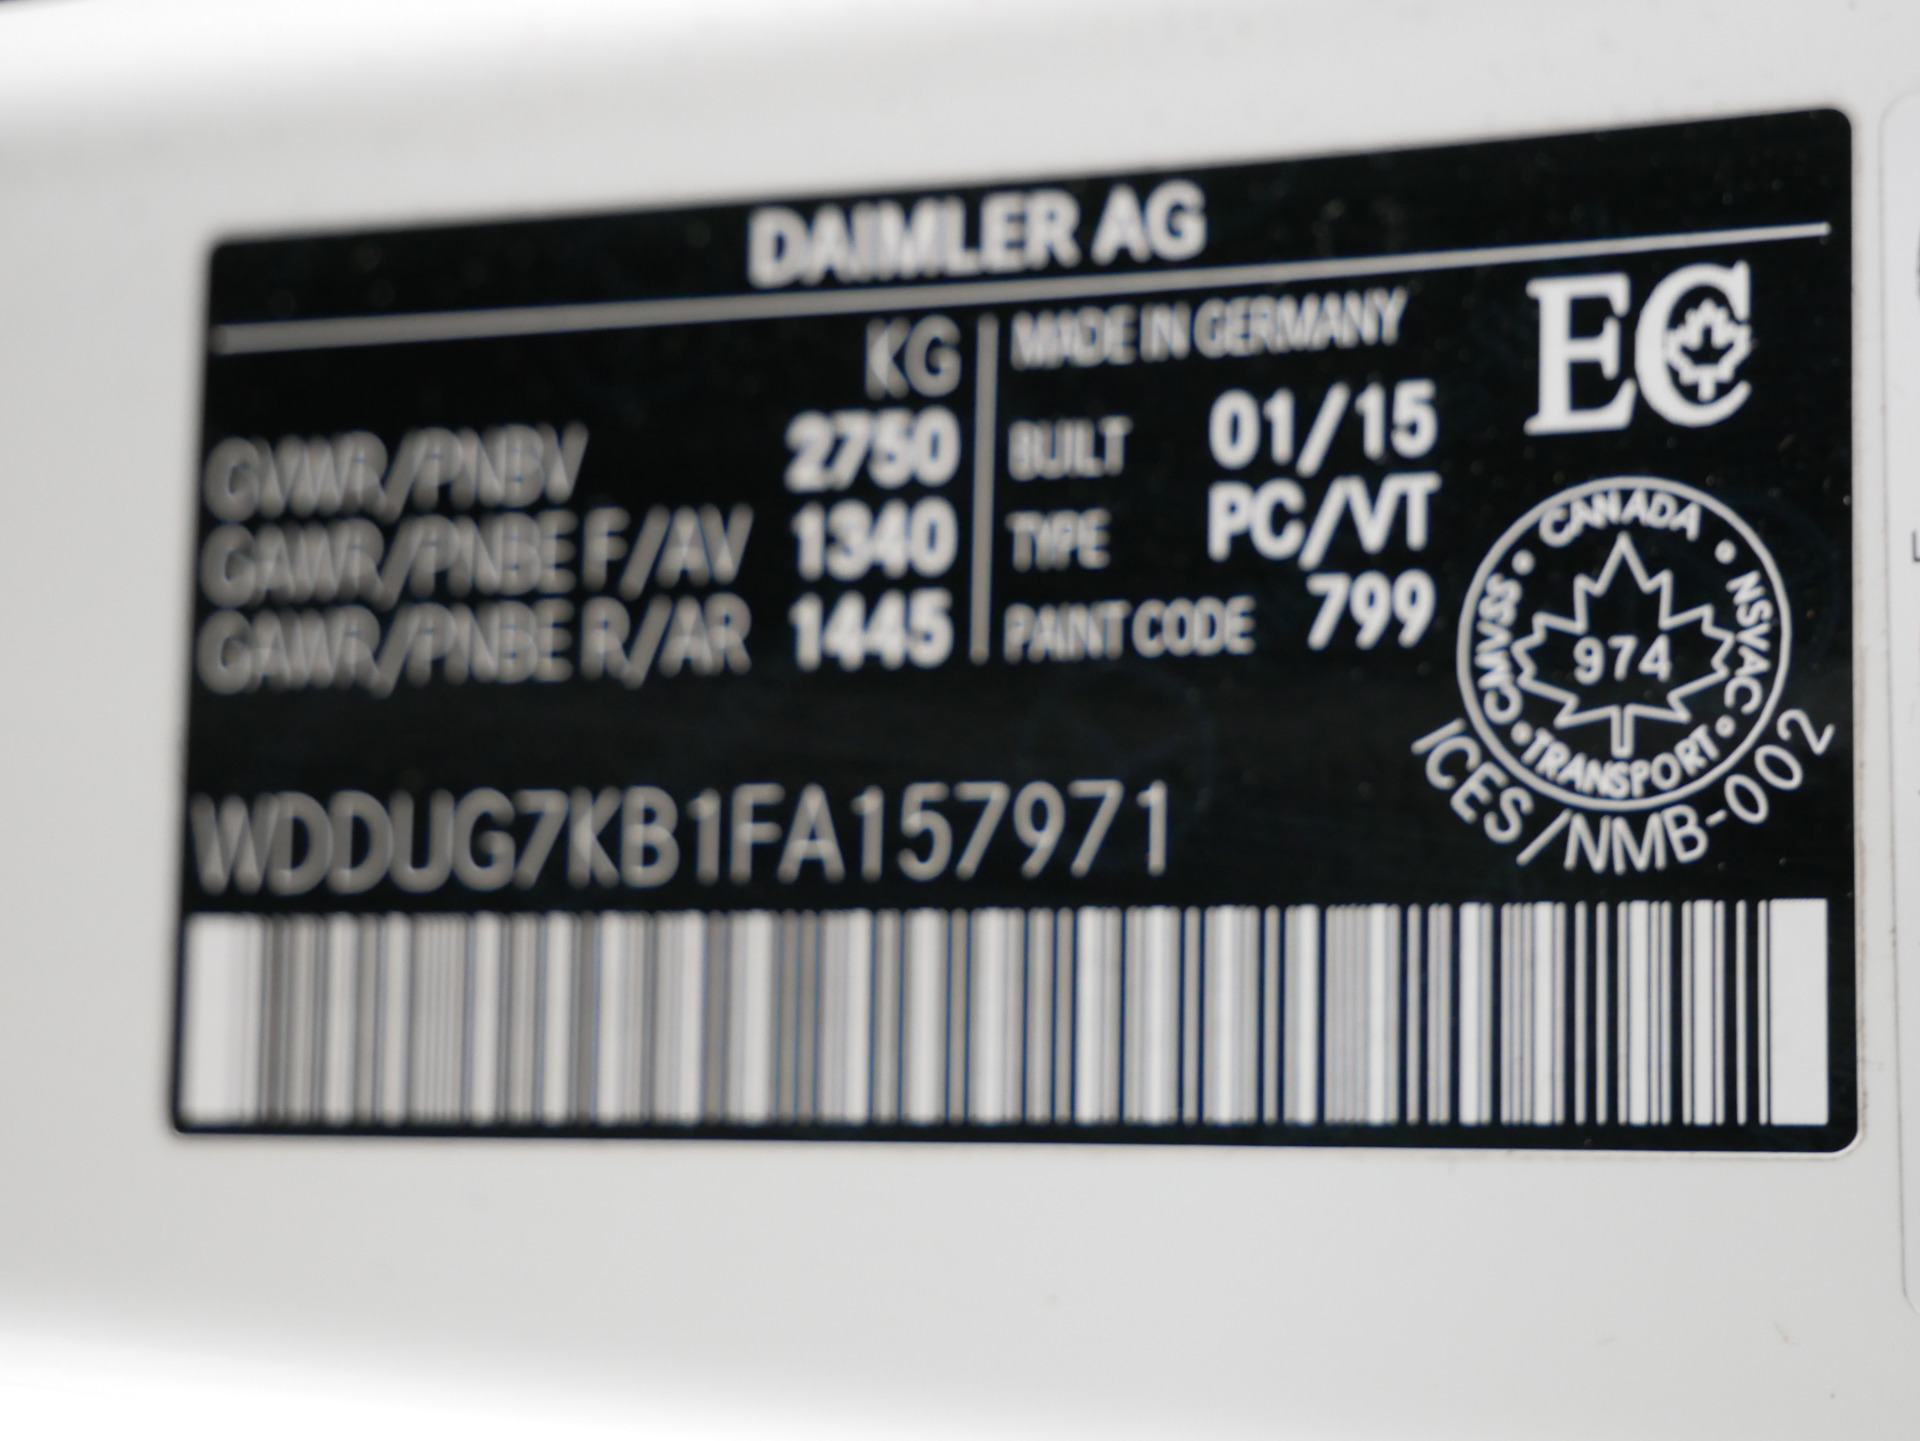 DAIMLER AG
KG
GVWR/PNBV 2750
GAWR/PNBE F/AV 1340
GAWR/PNBE R/AR 1445
MADE IN GERMANY
BUILT 01/15
TYPE PC/VT
PAINT CODE 799
EC
CANADA
CMVSS
NSVAC
974
TRANSPORT
ICES/NMB-002
WDDUG7KB1FA157971